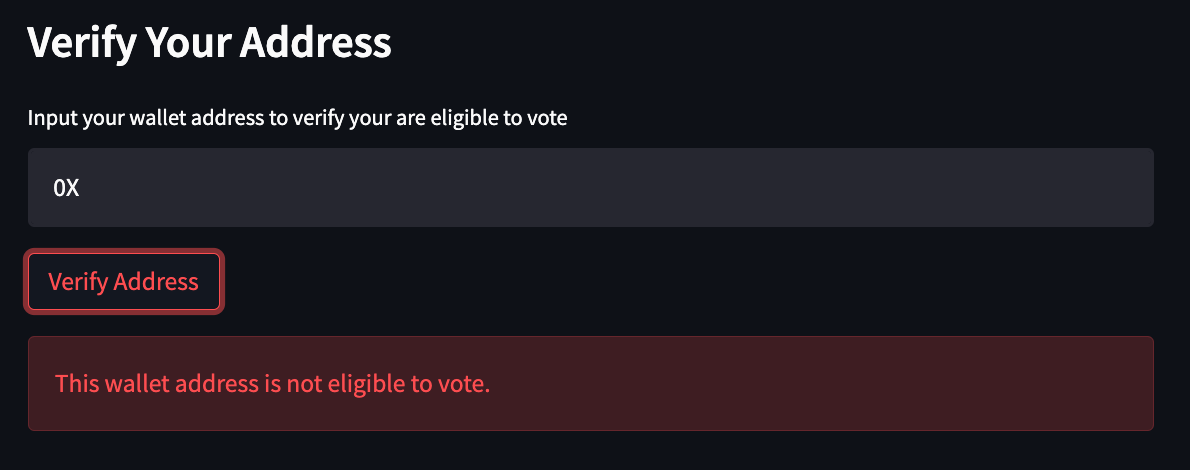 Verify Your Address
Input your wallet address to verify your are eligible to vote
0X
Verify Address
This wallet address is not eligible to vote.